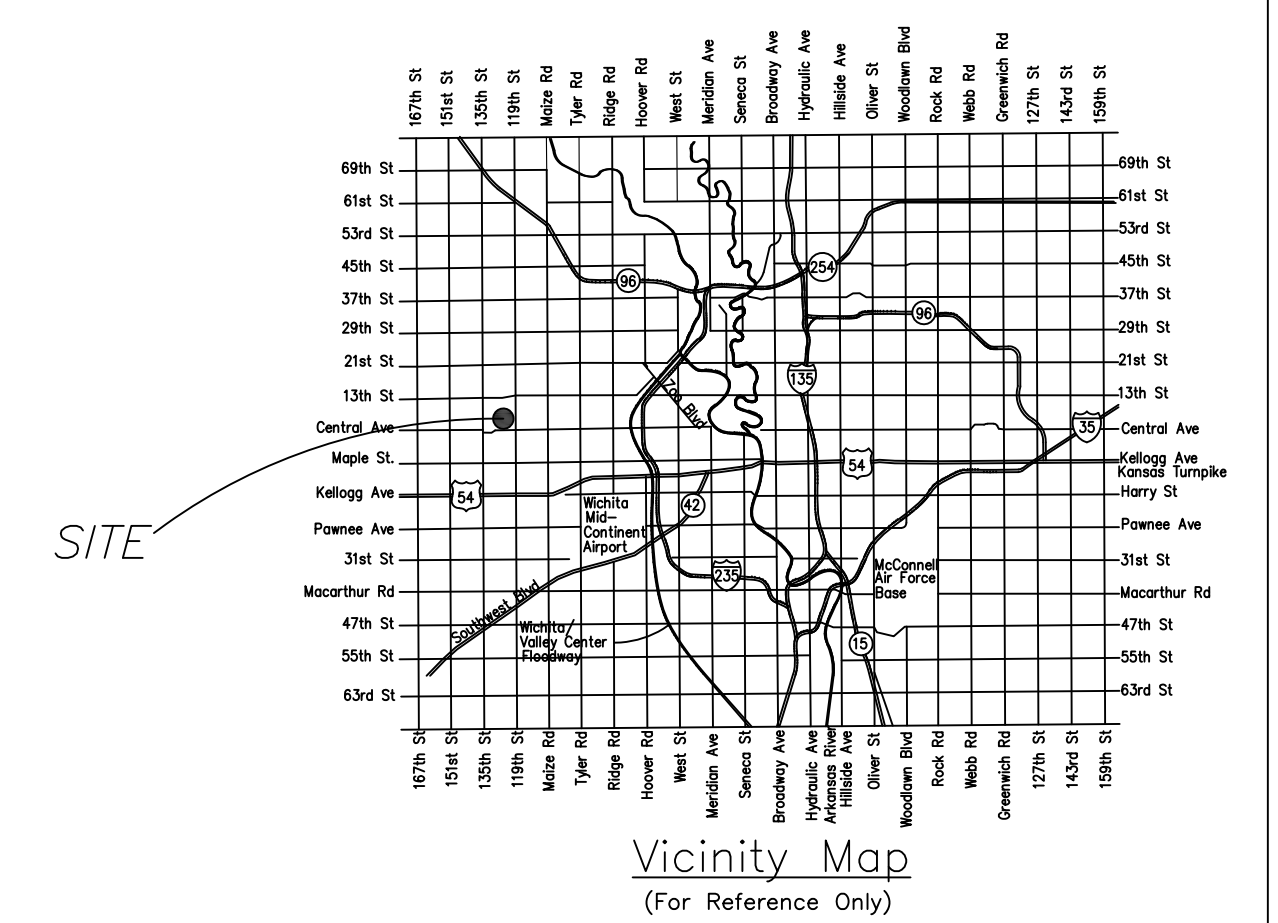 167th St
151st St
135th St
119th St
Maize Rd
Tyler Rd
Ridge Rd
Hoover Rd
West St
Meridian Ave
Seneca St
Broadway Ave
Hydraulic Ave
Hillside Ave
Oliver St
Woodlawn Blvd
Rock Rd
Webb Rd
Greenwich Rd
127th St
143rd St
159th St
69th St
61st St
53rd St
45th St
37th St
29th St
21st St
13th St
Central Ave
Maple St.
Kellogg Ave
Pawnee Ave
31st St
Macarthur Rd
47th St
55th St
63rd St
69th St
61st St
53rd St
45th St
37th St
29th St
21st St
13th St
Central Ave
Kellogg Ave
Kansas Turnpike
Harry St
Pawnee Ave
31st St
Macarthur Rd
47th St
55th St
63rd St
96
254
96
135
35
54
54
42
235
15
Zoo Blvd
SITE
Wichita
Mid-
Continent
Airport
McConnell
Air Force
Base
Southwest Blvd
Wichita/
Valley Center
Floodway
167th St
151st St
135th St
119th St
Maize Rd
Tyler Rd
Ridge Rd
Hoover Rd
West St
Meridian Ave
Seneca St
Broadway Ave
Hydraulic Ave
Arkansas River
Hillside Ave
Oliver St
Woodlawn Blvd
Rock Rd
Webb Rd
Greenwich Rd
127th St
143rd St
159th St
Vicinity Map
(For Reference Only)